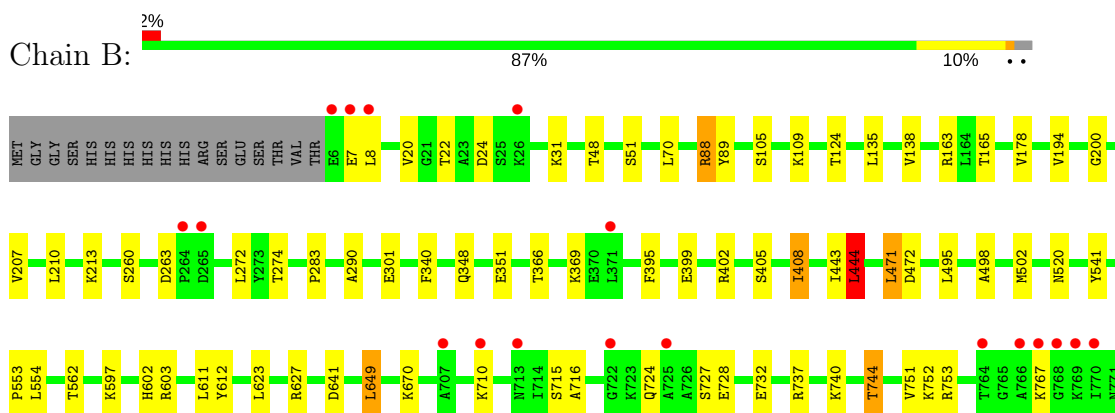 2%
Chain B:
87% 10% • •
MET GLY GLY SER HIS HIS HIS HIS HIS HIS ARG SER GLU SER THR VAL THR E6 E7 L8 V20 G21 T22 A23 D24 S25 K26 K31 T48 S51 L70 R88 Y89 S105 K109 T124 L135 V138 R163 L164 T165 V178 V194 G200
V207 L210 K213 S260 D263 P264 D265 L272 Y273 T274 P283 A290 E301 F340 Q348 E351 T366 K369 E370 L371 F395 E399 R402 S405 I408 I443 L444 L471 D472 L495 A498 M502 N520 Y541
P553 L554 T562 K597 H602 R603 L611 Y612 L623 R627 D641 L649 K670 A707 K710 N713 I714 S715 A716 G722 K723 Q724 A725 A726 S727 E728 E732 R737 K740 T744 V751 K752 R753 T764 G765 A766 K767 G768 K769 I770